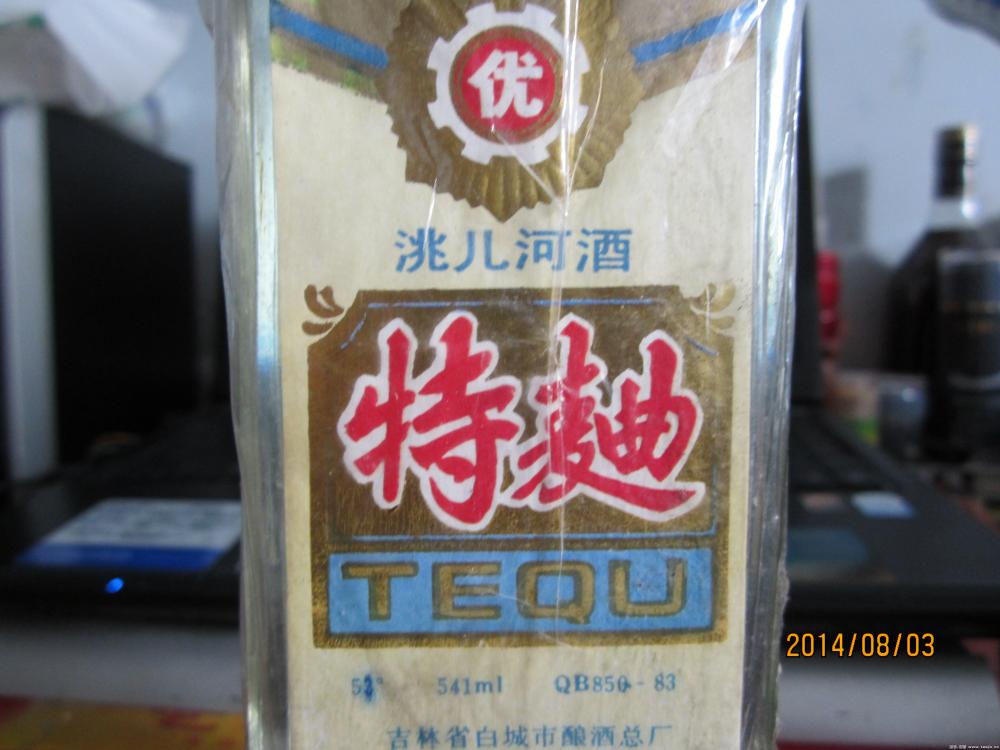 优
洮儿河酒
特麯
TEQU
541ml QB850-83
吉林省白城市酿酒总厂
2014/08/03